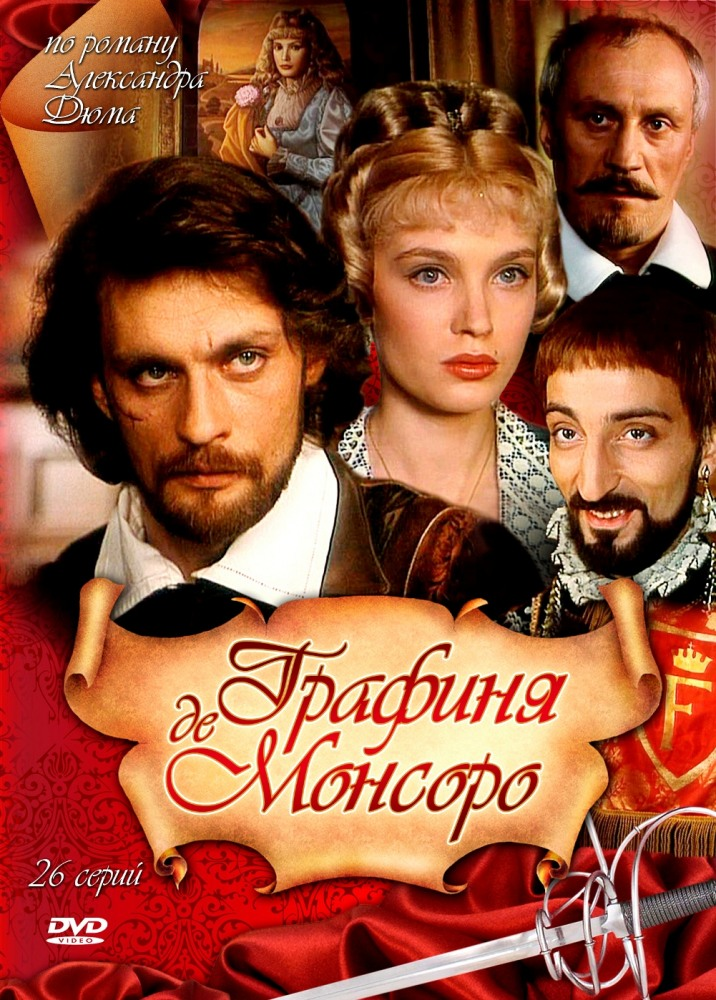 по роману
Александра
Дюма
Графиня
де
Монсоро
26 серий
F
DVD
VIDEO